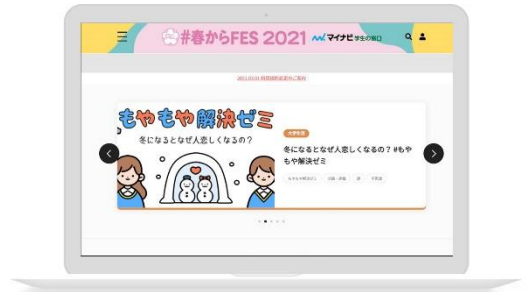 #春からFES 2021 マイナビ 学生の窓口
もやもや解決ゼミ
冬になるとなぜ人恋しくなるの?
大学生活
冬になるとなぜ人恋しくなるの? #もや
もや解決ゼミ